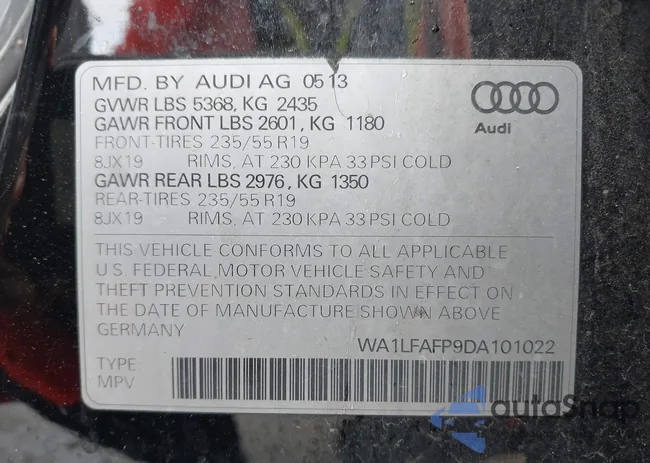 MFD. BY AUDI AG 05 13
GVWR LBS 5368, KG 2435
GAWR FRONT LBS 2601, KG 1180
FRONT-TIRES 235/55 R19
8JX19 RIMS, AT 230 KPA 33 PSI COLD
GAWR REAR LBS 2976, KG 1350
REAR-TIRES 235/55 R19
8JX19 RIMS, AT 230 KPA 33 PSI COLD
Audi
THIS VEHICLE CONFORMS TO ALL APPLICABLE
U.S. FEDERAL MOTOR VEHICLE SAFETY AND
THEFT PREVENTION STANDARDS IN EFFECT ON
THE DATE OF MANUFACTURE SHOWN ABOVE
GERMANY
WA1LFAFP9DA101022
TYPE
MPV
autoSnap